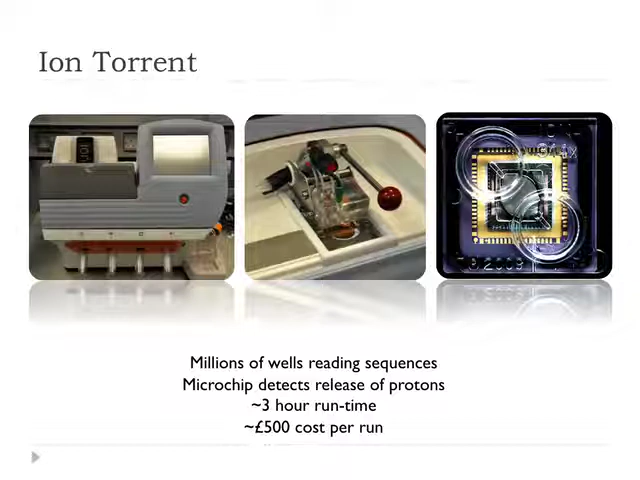 Ion Torrent
Millions of wells reading sequences
Microchip detects release of protons
~3 hour run-time
~£500 cost per run